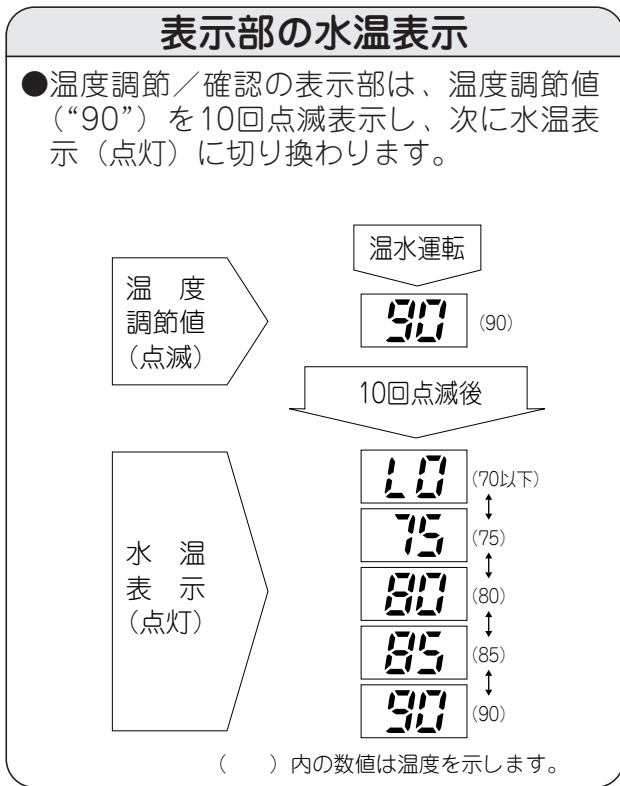 表示部の水温表示
●温度調節／確認の表示部は、温度調節値
（“90”）を10回点滅表示し、次に水温表
示（点灯）に切り換わります。
温水運転
温　度
調節値
（点滅）
90 (90)
10回点滅後
水　温
表　示
（点灯）
L0 (70以下)
75 (75)
80 (80)
85 (85)
90 (90)
（　　）内の数値は温度を示します。